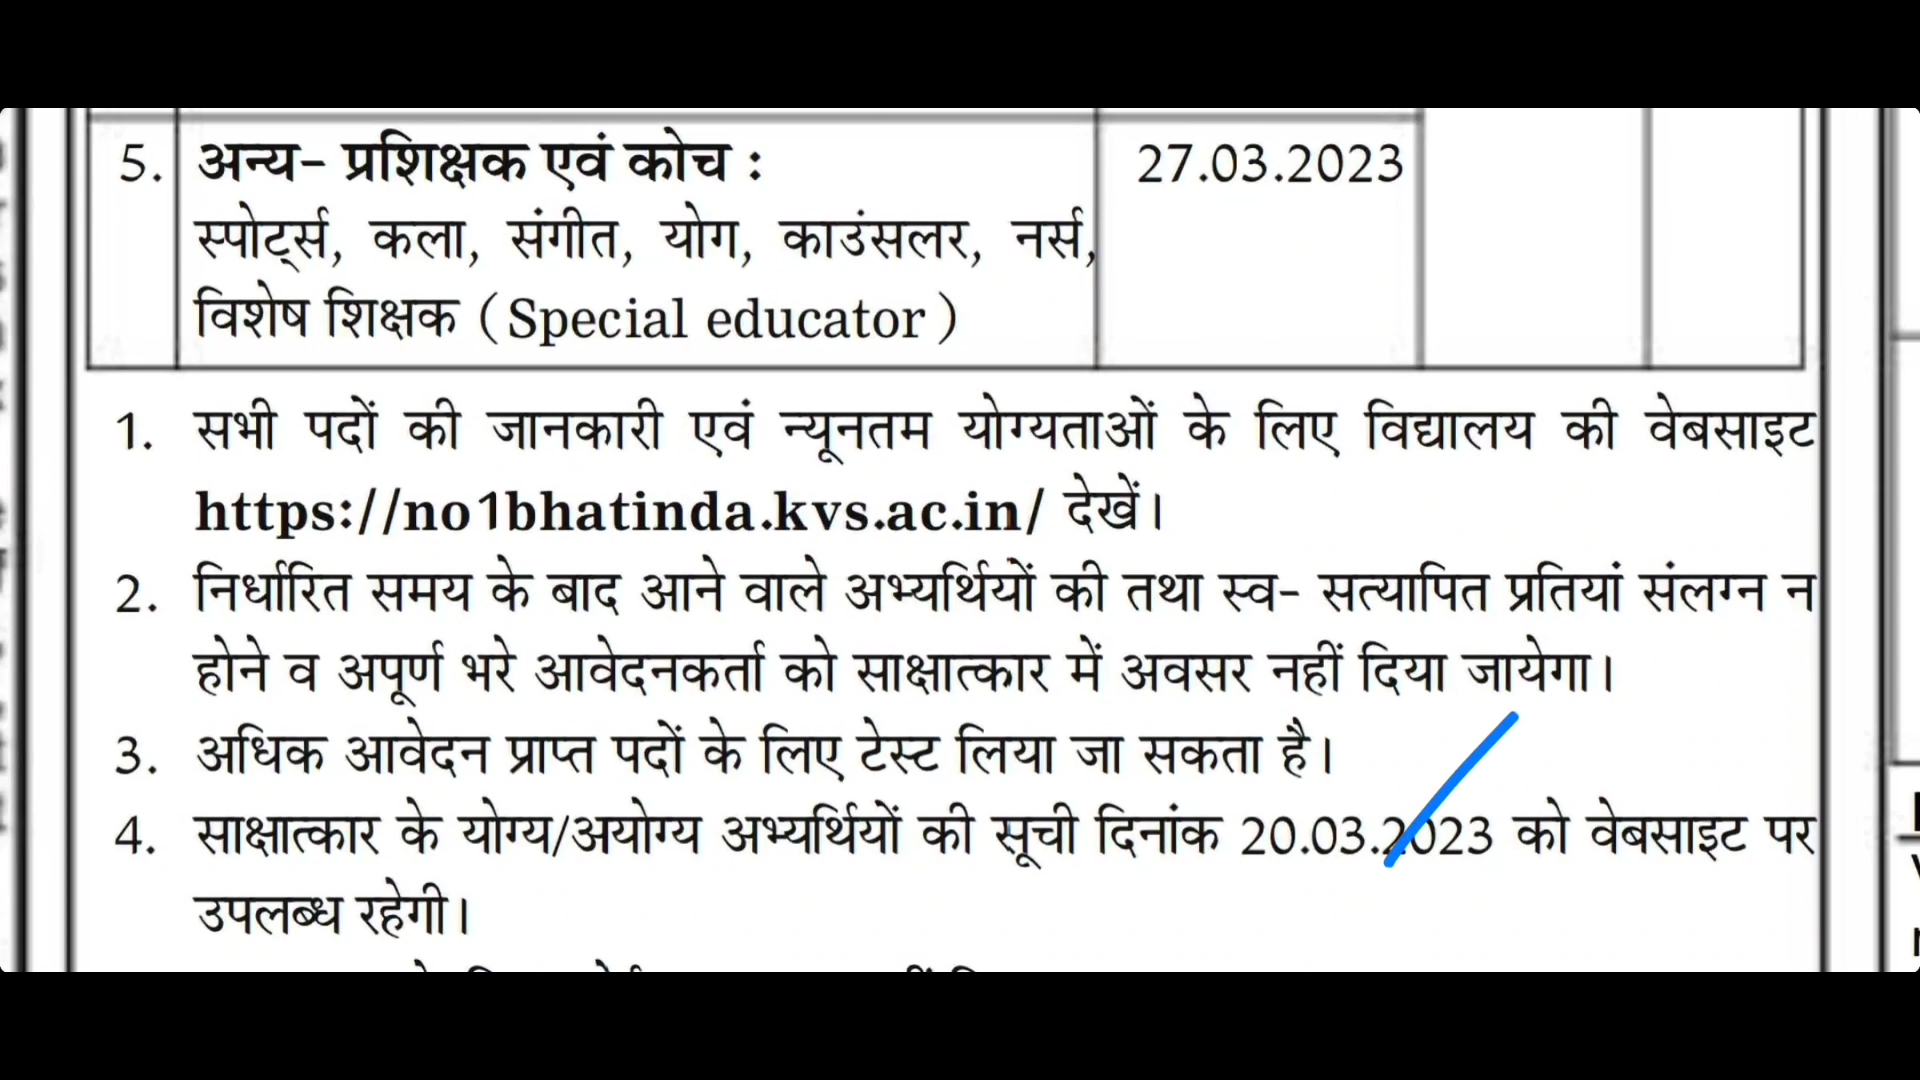 5. अन्य- प्रशिक्षक एवं कोच : 27.03.2023
स्पोर्ट्स, कला, संगीत, योग, काउंसलर, नर्स,
विशेष शिक्षक (Special educator)
1. सभी पदों की जानकारी एवं न्यूनतम योग्यताओं के लिए विद्यालय की वेबसाइट
https://no1bhatinda.kvs.ac.in/ देखें।
2. निर्धारित समय के बाद आने वाले अभ्यर्थियों की तथा स्व- सत्यापित प्रतियां संलग्न न
होने व अपूर्ण भरे आवेदनकर्ता को साक्षात्कार में अवसर नहीं दिया जायेगा।
3. अधिक आवेदन प्राप्त पदों के लिए टेस्ट लिया जा सकता है।
4. साक्षात्कार के योग्य/अयोग्य अभ्यर्थियों की सूची दिनांक 20.03.2023 को वेबसाइट पर
उपलब्ध रहेगी।